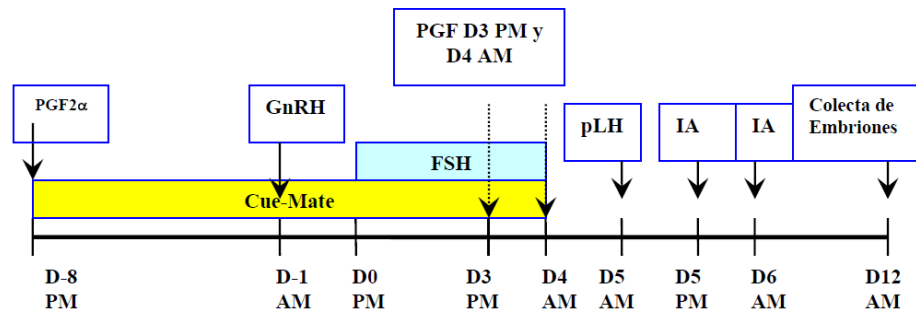 PGF D3 PM y
D4 AM
PGF2α
GnRH
pLH
IA
IA
Colecta de
Embriones
FSH
Cue-Mate
D-8
PM
D-1
AM
D0
PM
D3
PM
D4
AM
D5
AM
D5
PM
D6
AM
D12
AM